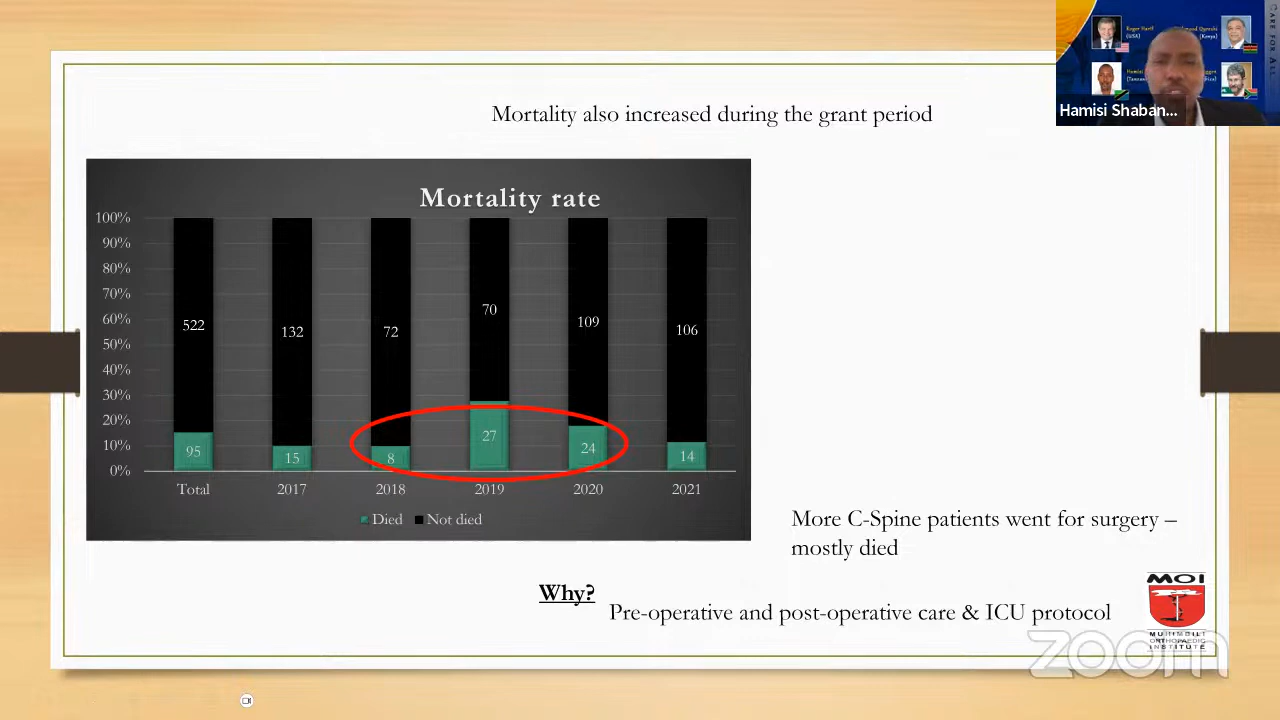 Mortality also increased during the grant period
Hamisi Shaban...
CARE FOR ALL.
Mortality rate
100%
90%
80%
70%
60%
50%
40%
30%
20%
10%
0%
522
132
72
70
109
106
95
15
8
27
24
14
Total
2017
2018
2019
2020
2021
Died
Not died
More C-Spine patients went for surgery –
mostly died
Why?
Pre-operative and post-operative care & ICU protocol
MOI
MUHIMBILI
ORTHOPAEDIC
INSTITUTE
zoom